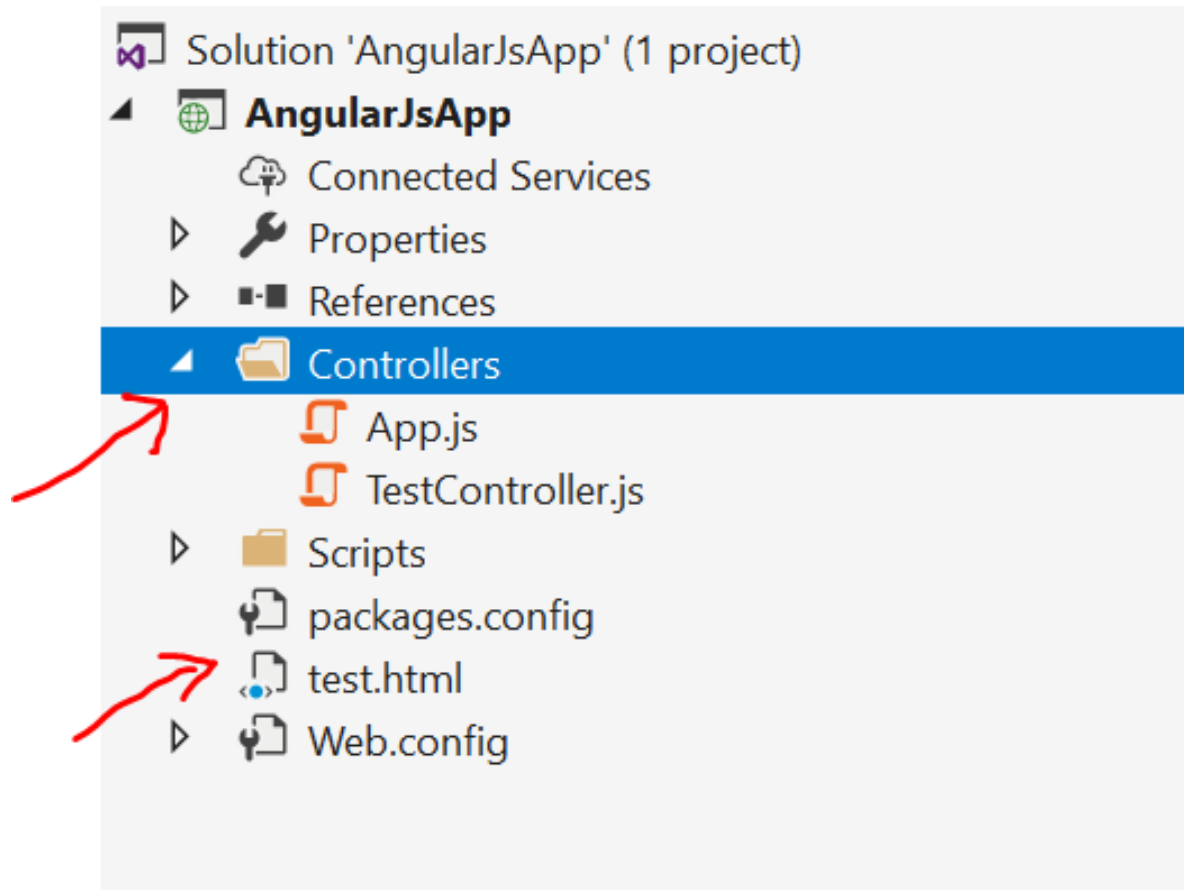 Solution 'AngularJsApp' (1 project)
AngularJsApp
Connected Services
Properties
References
Controllers
App.js
TestController.js
Scripts
packages.config
test.html
Web.config